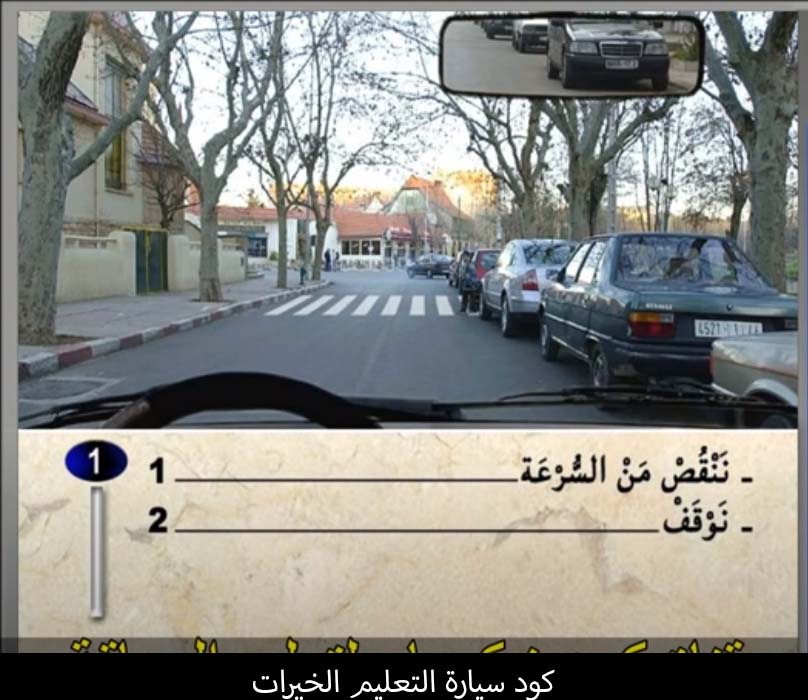 1
- نَنْقُصْ مَنْ السُّرْعَة 1
- نَوْقَفْ 2
كود سيارة التعليم الخيرات